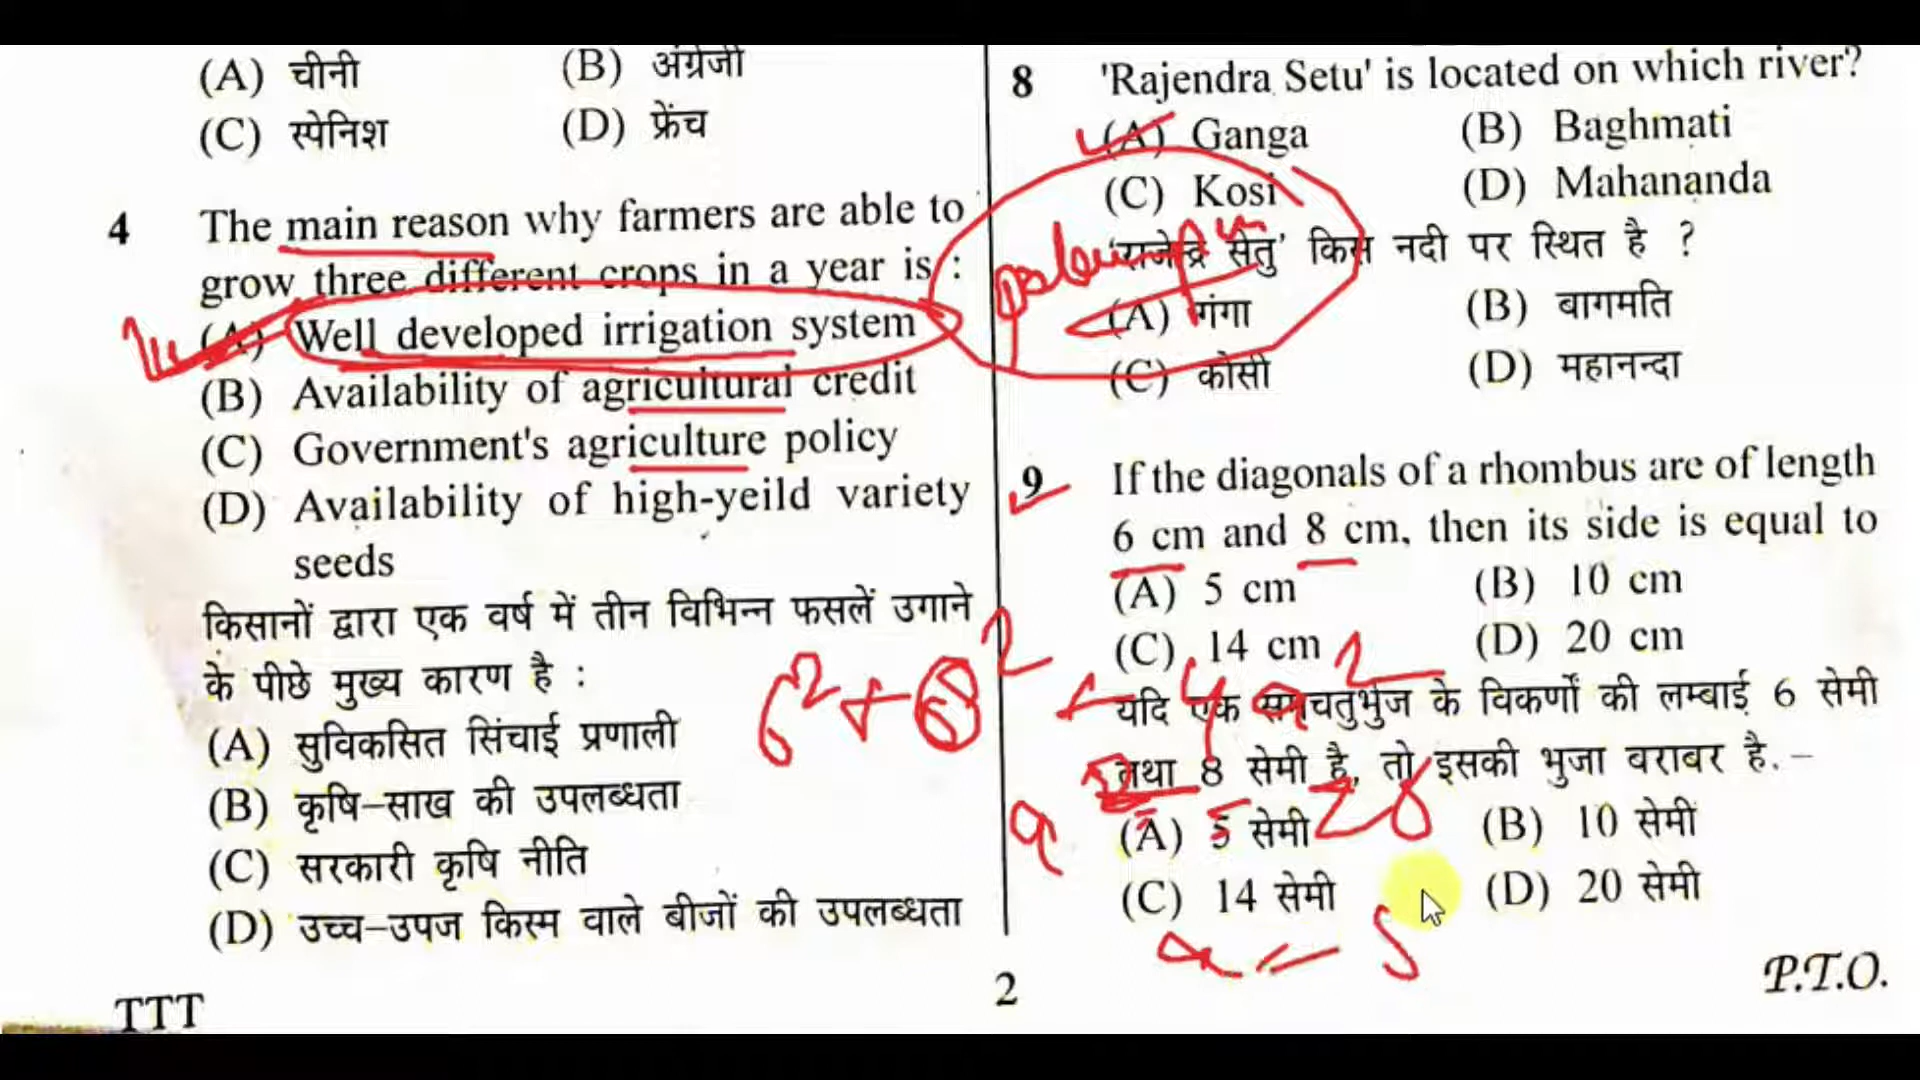 (A) चीनी (B) अंग्रेजी
(C) स्पेनिश (D) फ्रेंच
4 The main reason why farmers are able to
grow three different crops in a year is :
(A) Well developed irrigation system
(B) Availability of agricultural credit
(C) Government's agriculture policy
(D) Availability of high-yeild variety
seeds
किसानों द्वारा एक वर्ष में तीन विभिन्न फसलें उगाने
के पीछे मुख्य कारण है :
(A) सुविकसित सिंचाई प्रणाली
(B) कृषि–साख की उपलब्धता
(C) सरकारी कृषि नीति
(D) उच्च–उपज किस्म वाले बीजों की उपलब्धता
TTT
2
8 'Rajendra Setu' is located on which river?
(A) Ganga (B) Baghmati
(C) Kosi (D) Mahananda
'राजेन्द्र सेतु' किस नदी पर स्थित है ?
(A) गंगा (B) बागमति
(C) कोसी (D) महानन्दा
9 If the diagonals of a rhombus are of length
6 cm and 8 cm, then its side is equal to
(A) 5 cm (B) 10 cm
(C) 14 cm (D) 20 cm
यदि एक समचतुर्भुज के विकर्णों की लम्बाई 6 सेमी
तथा 8 सेमी है, तो इसकी भुजा बराबर है. –
(A) 5 सेमी (B) 10 सेमी
(C) 14 सेमी (D) 20 सेमी
P.T.O.
6² +
a
= 5